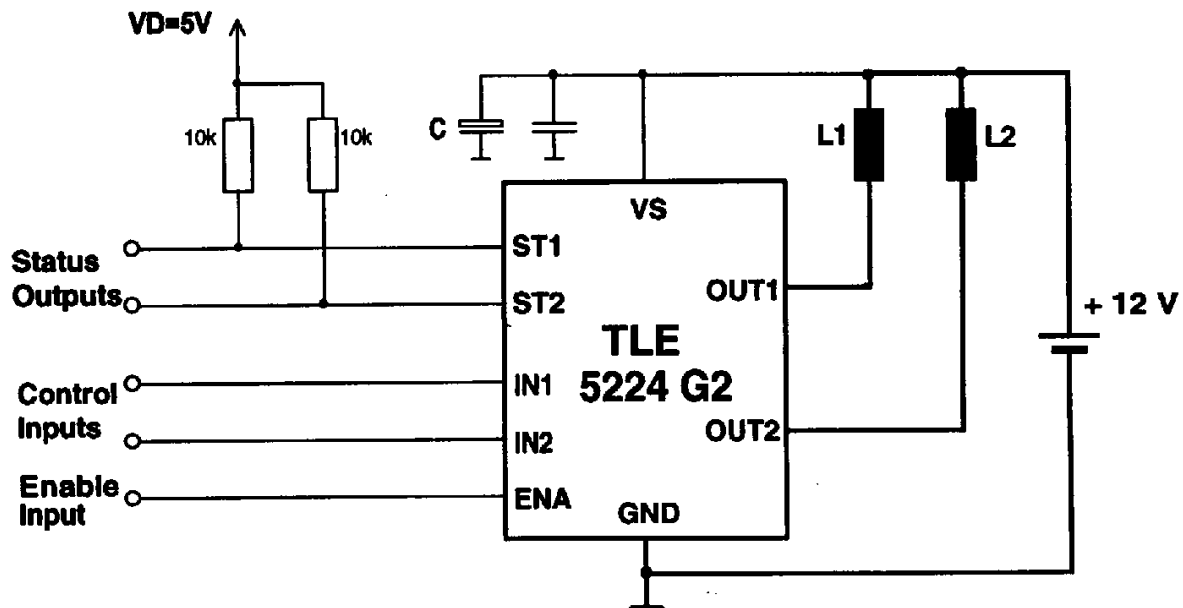 VD=5V
10k
10k
C
L1
L2
VS
Status
Outputs
ST1
ST2
OUT1
+ 12 V
TLE
5224 G2
Control
Inputs
IN1
IN2
OUT2
Enable
Input
ENA
GND